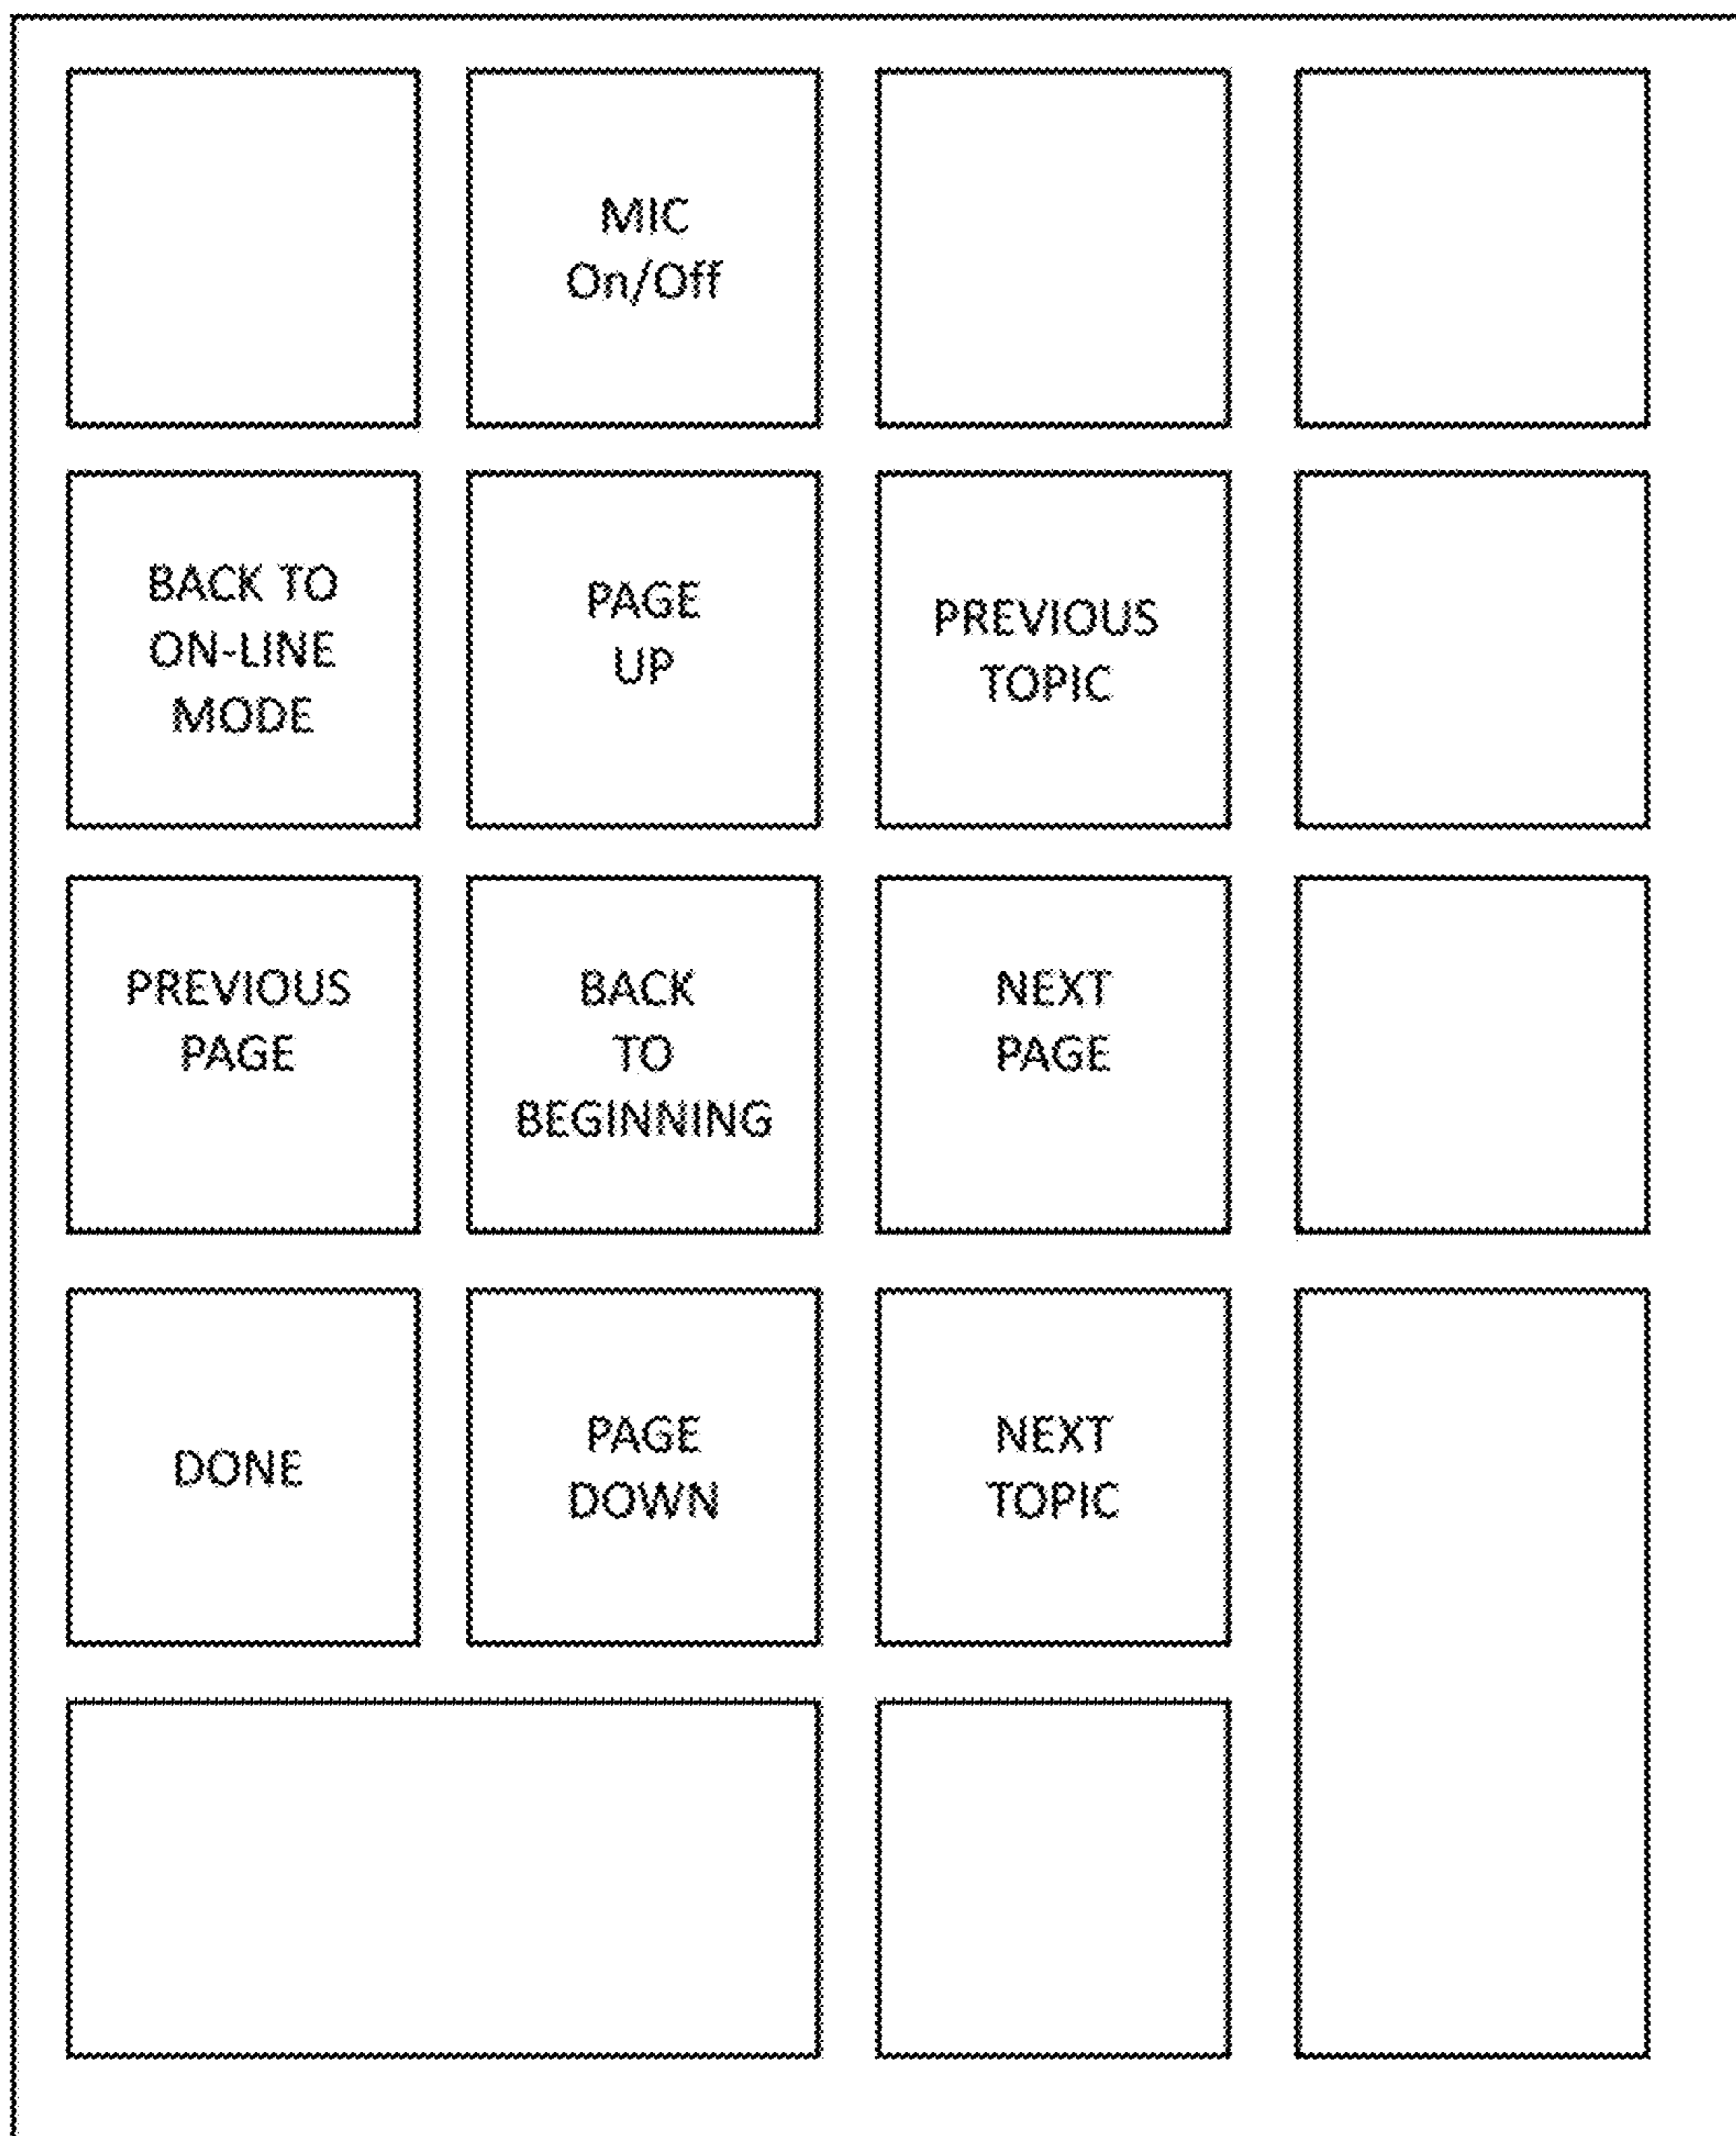 MIC
On/Off
BACK TO
ON-LINE
MODE
PAGE
UP
PREVIOUS
TOPIC
PREVIOUS
PAGE
BACK
TO
BEGINNING
NEXT
PAGE
DONE
PAGE
DOWN
NEXT
TOPIC